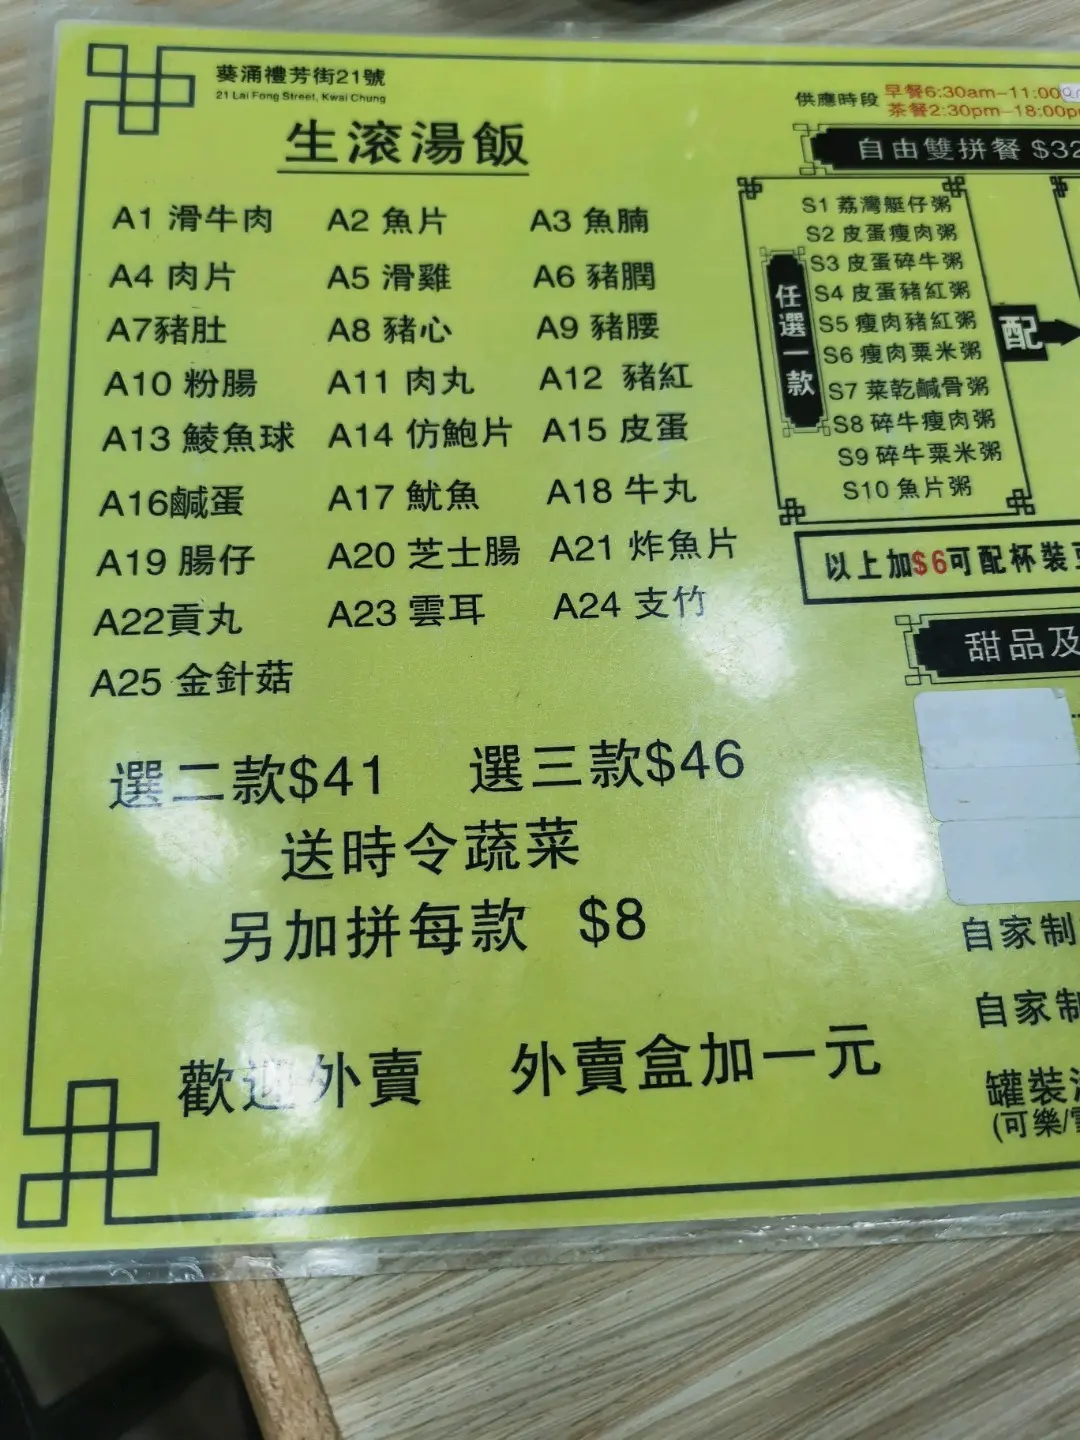 葵涌禮芳街21號
21 Lai Fong Street, Kwai Chung
生滚湯飯
A1 滑牛肉 A2 魚片 A3 魚腩
A4 肉片 A5 滑雞 A6 豬膶
A7豬肚 A8 豬心 A9 豬腰
A10 粉腸 A11 肉丸 A12 豬紅
A13 鯪魚球 A14 仿鮑片 A15 皮蛋
A16鹹蛋 A17 魷魚 A18 牛丸
A19 腸仔 A20 芝士腸 A21 炸魚片
A22貢丸 A23 雲耳 A24 支竹
A25 金針菇
選二款$41 選三款$46
送時令蔬菜
另加拼每款 $8
歡迎外賣 外賣盒加一元
供應時段 早餐6:30am-11:00
茶餐2:30pm-18:00p
自由雙拼餐 $32
任選一款
S1 荔灣艇仔粥
S2 皮蛋瘦肉粥
S3 皮蛋碎牛粥
S4 皮蛋豬紅粥
S5 瘦肉豬紅粥
S6 瘦肉粟米粥
S7 菜乾鹹骨粥
S8 碎牛瘦肉粥
S9 碎牛粟米粥
S10 魚片粥
配
以上加$6可配杯裝
甜品及
自家制
自家制
罐裝
(可樂/